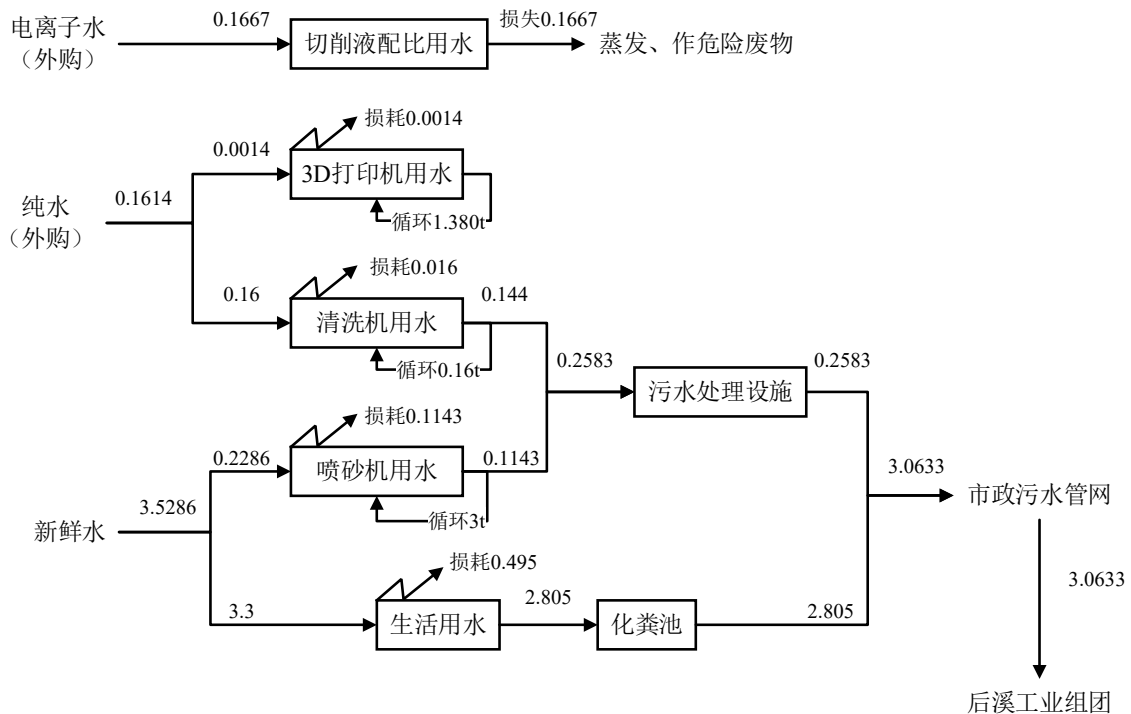 电离子水
（外购）
0.1667
切削液配比用水
损失0.1667
蒸发、作危险废物
纯水
（外购）
0.1614
0.0014
损耗0.0014
3D打印机用水
循环1.380t
0.16
损耗0.016
清洗机用水
循环0.16t
0.144
0.2583
污水处理设施
0.2583
新鲜水
3.5286
0.2286
损耗0.1143
喷砂机用水
循环3t
0.1143
3.3
损耗0.495
生活用水
2.805
化粪池
2.805
3.0633
市政污水管网
3.0633
后溪工业组团